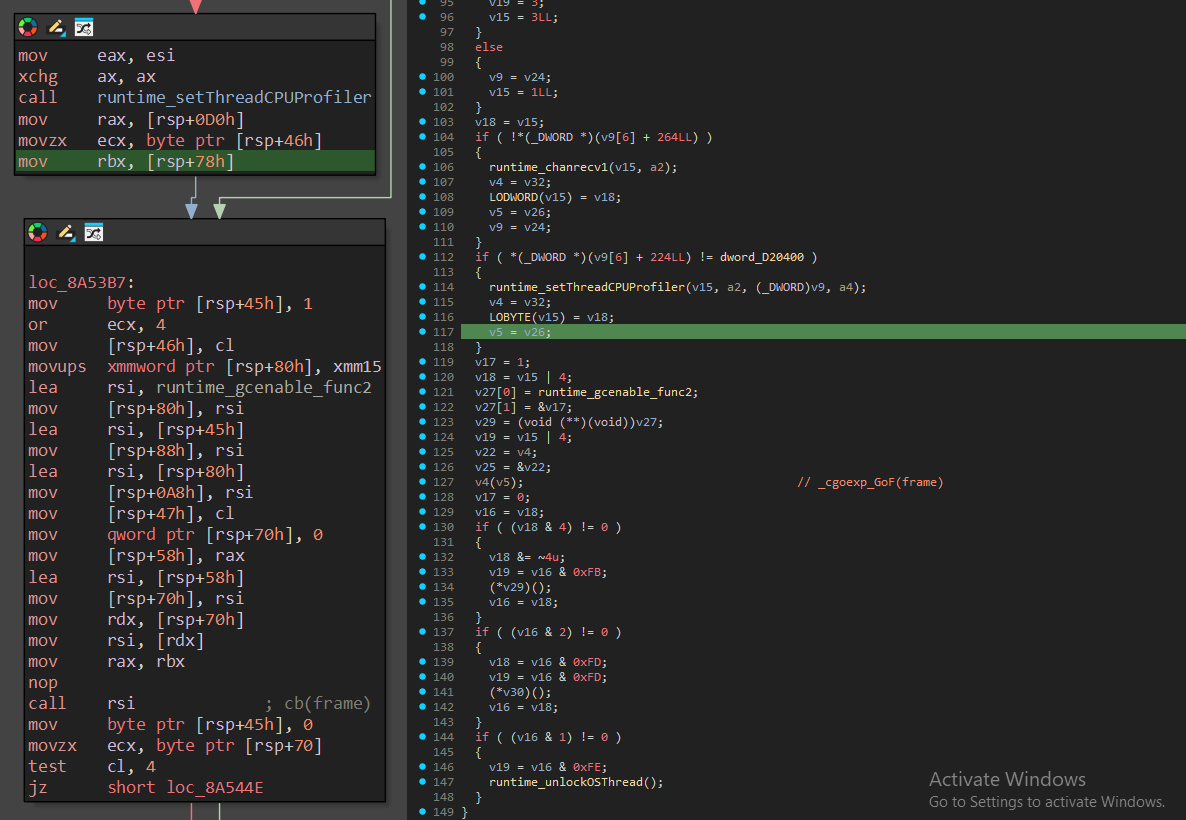 mov eax, esi
xchg ax, ax
call runtime_setThreadCPUProfiler
mov rax, [rsp+0D0h]
movzx ecx, byte ptr [rsp+46h]
mov rbx, [rsp+78h]
loc_8A53B7:
mov byte ptr [rsp+45h], 1
or ecx, 4
mov [rsp+46h], cl
movups xmmword ptr [rsp+80h], xmm15
lea rsi, runtime_gcenable_func2
mov [rsp+80h], rsi
lea rsi, [rsp+45h]
mov [rsp+88h], rsi
lea rsi, [rsp+80h]
mov [rsp+0A8h], rsi
mov [rsp+47h], cl
mov qword ptr [rsp+70h], 0
mov [rsp+58h], rax
lea rsi, [rsp+58h]
mov [rsp+70h], rsi
mov rdx, [rsp+70h]
mov rsi, [rdx]
mov rax, rbx
nop
call rsi ; cb(frame)
mov byte ptr [rsp+45h], 0
movzx ecx, byte ptr [rsp+70]
test cl, 4
jz short loc_8A544E
95 v19 = 3;
96 v15 = 3LL;
97 }
98 else
99 {
100 v9 = v24;
101 v15 = 1LL;
102 }
103 v18 = v15;
104 if ( !*(_DWORD *)(v9[6] + 264LL) )
105 {
106 runtime_chanrecv1(v15, a2);
107 v4 = v32;
108 LODWORD(v15) = v18;
109 v5 = v26;
110 v9 = v24;
111 }
112 if ( *(_DWORD *)(v9[6] + 224LL) != dword_D20400 )
113 {
114 runtime_setThreadCPUProfiler(v15, a2, (_DWORD)v9, a4);
115 v4 = v32;
116 LOBYTE(v15) = v18;
117 v5 = v26;
118 }
119 v17 = 1;
120 v18 = v15 | 4;
121 v27[0] = runtime_gcenable_func2;
122 v27[1] = &v17;
123 v29 = (void (**)(void))v27;
124 v19 = v15 | 4;
125 v22 = v4;
126 v25 = &v22;
127 v4(v5); // _cgoexp_GoF(frame)
128 v17 = 0;
129 v16 = v18;
130 if ( (v18 & 4) != 0 )
131 {
132 v18 &= ~4u;
133 v19 = v16 & 0xFB;
134 (*v29)();
135 v16 = v18;
136 }
137 if ( (v16 & 2) != 0 )
138 {
139 v18 = v16 & 0xFD;
140 v19 = v16 & 0xFD;
141 (*v30)();
142 v16 = v18;
143 }
144 if ( (v16 & 1) != 0 )
145 {
146 v19 = v16 & 0xFE;
147 runtime_unlockOSThread();
148 }
149 }
Activate Windows
Go to Settings to activate Windows.